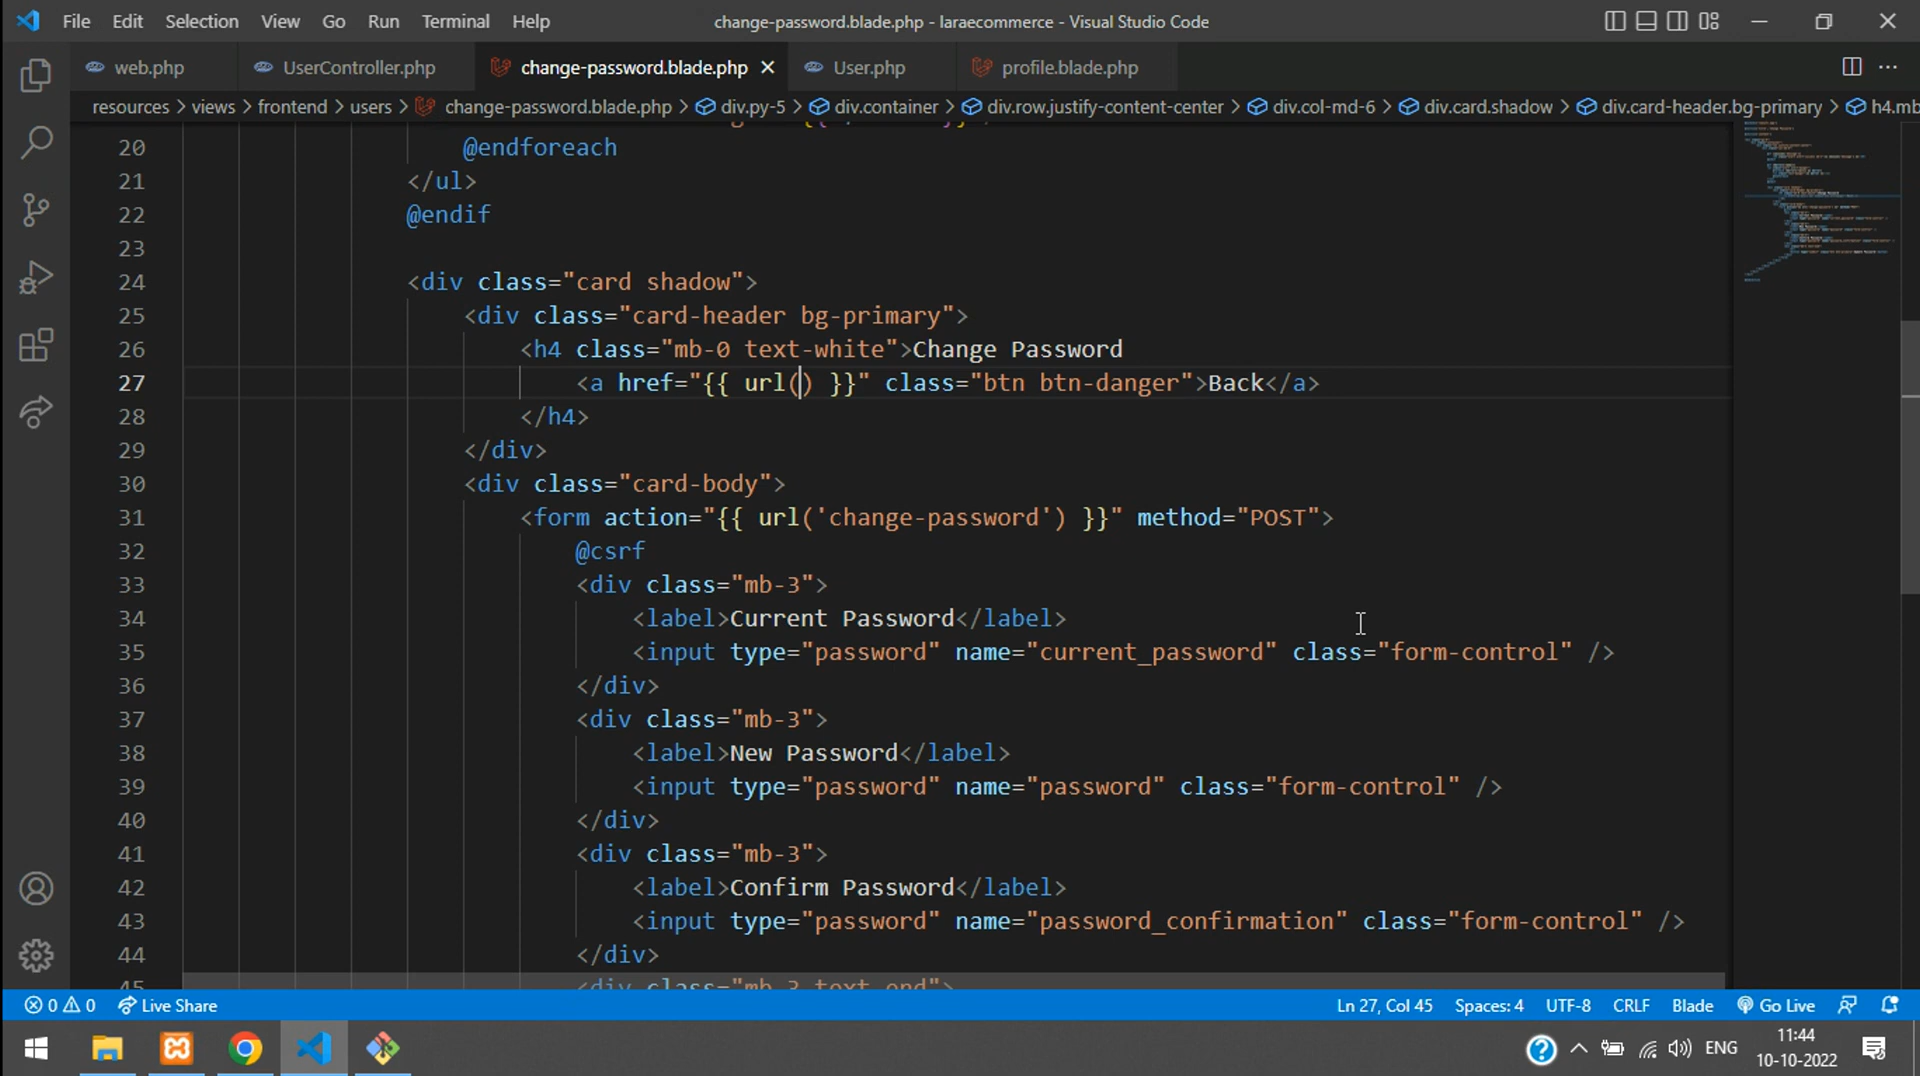 File Edit Selection View Go Run Terminal Help change-password.blade.php - laraecommerce - Visual Studio Code
web.php UserController.php change-password.blade.php User.php profile.blade.php
resources > views > frontend > users > change-password.blade.php > div.py-5 > div.container > div.row.justify-content-center > div.col-md-6 > div.card.shadow > div.card-header.bg-primary > h4.mb
20 @endforeach
21 </ul>
22 @endif
23
24 <div class="card shadow">
25 <div class="card-header bg-primary">
26 <h4 class="mb-0 text-white">Change Password
27 <a href="{{ url() }}" class="btn btn-danger">Back</a>
28 </h4>
29 </div>
30 <div class="card-body">
31 <form action="{{ url('change-password') }}" method="POST">
32 @csrf
33 <div class="mb-3">
34 <label>Current Password</label>
35 <input type="password" name="current_password" class="form-control" />
36 </div>
37 <div class="mb-3">
38 <label>New Password</label>
39 <input type="password" name="password" class="form-control" />
40 </div>
41 <div class="mb-3">
42 <label>Confirm Password</label>
43 <input type="password" name="password_confirmation" class="form-control" />
44 </div>
45 <div class="mb-3 text-end">
0 0 Live Share Ln 27, Col 45 Spaces: 4 UTF-8 CRLF Blade Go Live
ENG 11:44
10-10-2022